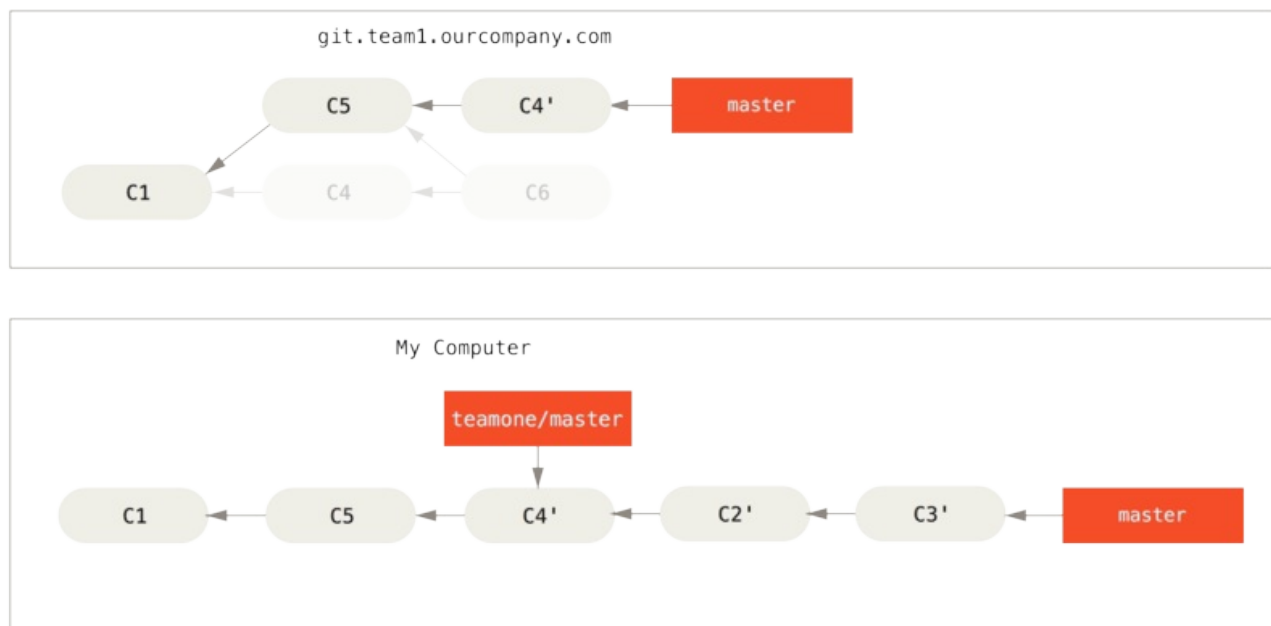 git.team1.ourcompany.com
C5 C4' master
C1 C4 C6
My Computer
teamone/master
C1 C5 C4' C2' C3' master